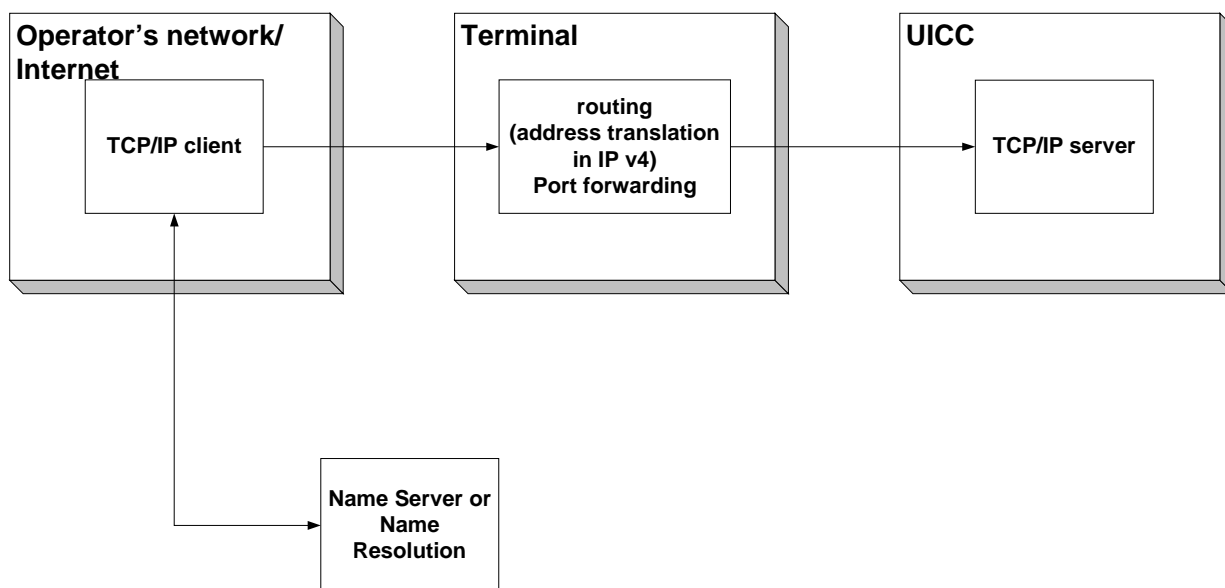 Operator’s network/
Internet
TCP/IP client
Terminal
routing
(address translation
in IP v4)
Port forwarding
UICC
TCP/IP server
Name Server or
Name
Resolution